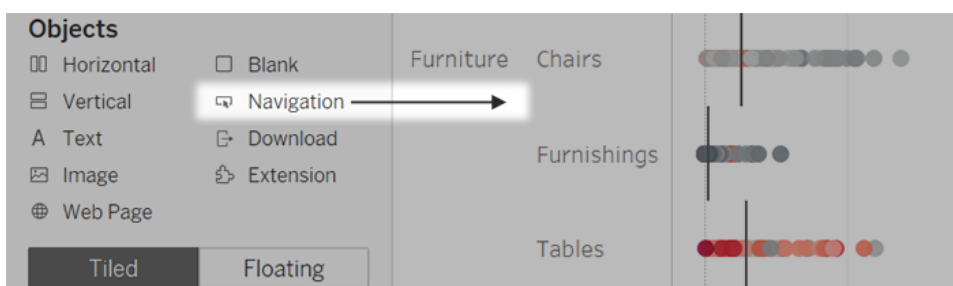 Objects
Horizontal
Blank
Vertical
Navigation
A Text
Download
Image
Extension
Web Page
Tiled
Floating
Furniture
Chairs
Furnishings
Tables